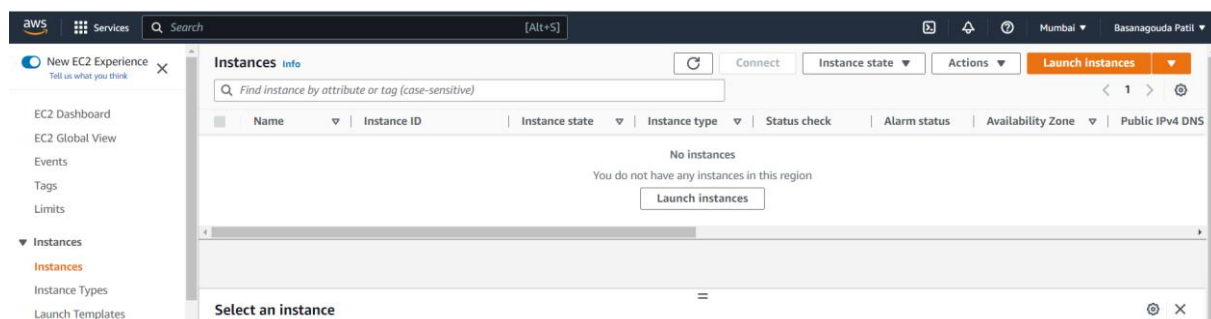 aws Services Search [Alt+S] Mumbai Basanagouda Patil
New EC2 Experience
Tell us what you think
EC2 Dashboard
EC2 Global View
Events
Tags
Limits
Instances
Instances
Instance Types
Launch Templates
Instances Info Connect Instance state Actions Launch instances
Find instance by attribute or tag (case-sensitive) 1
Name Instance ID Instance state Instance type Status check Alarm status Availability Zone Public IPv4 DNS
No instances
You do not have any instances in this region
Launch instances
Select an instance